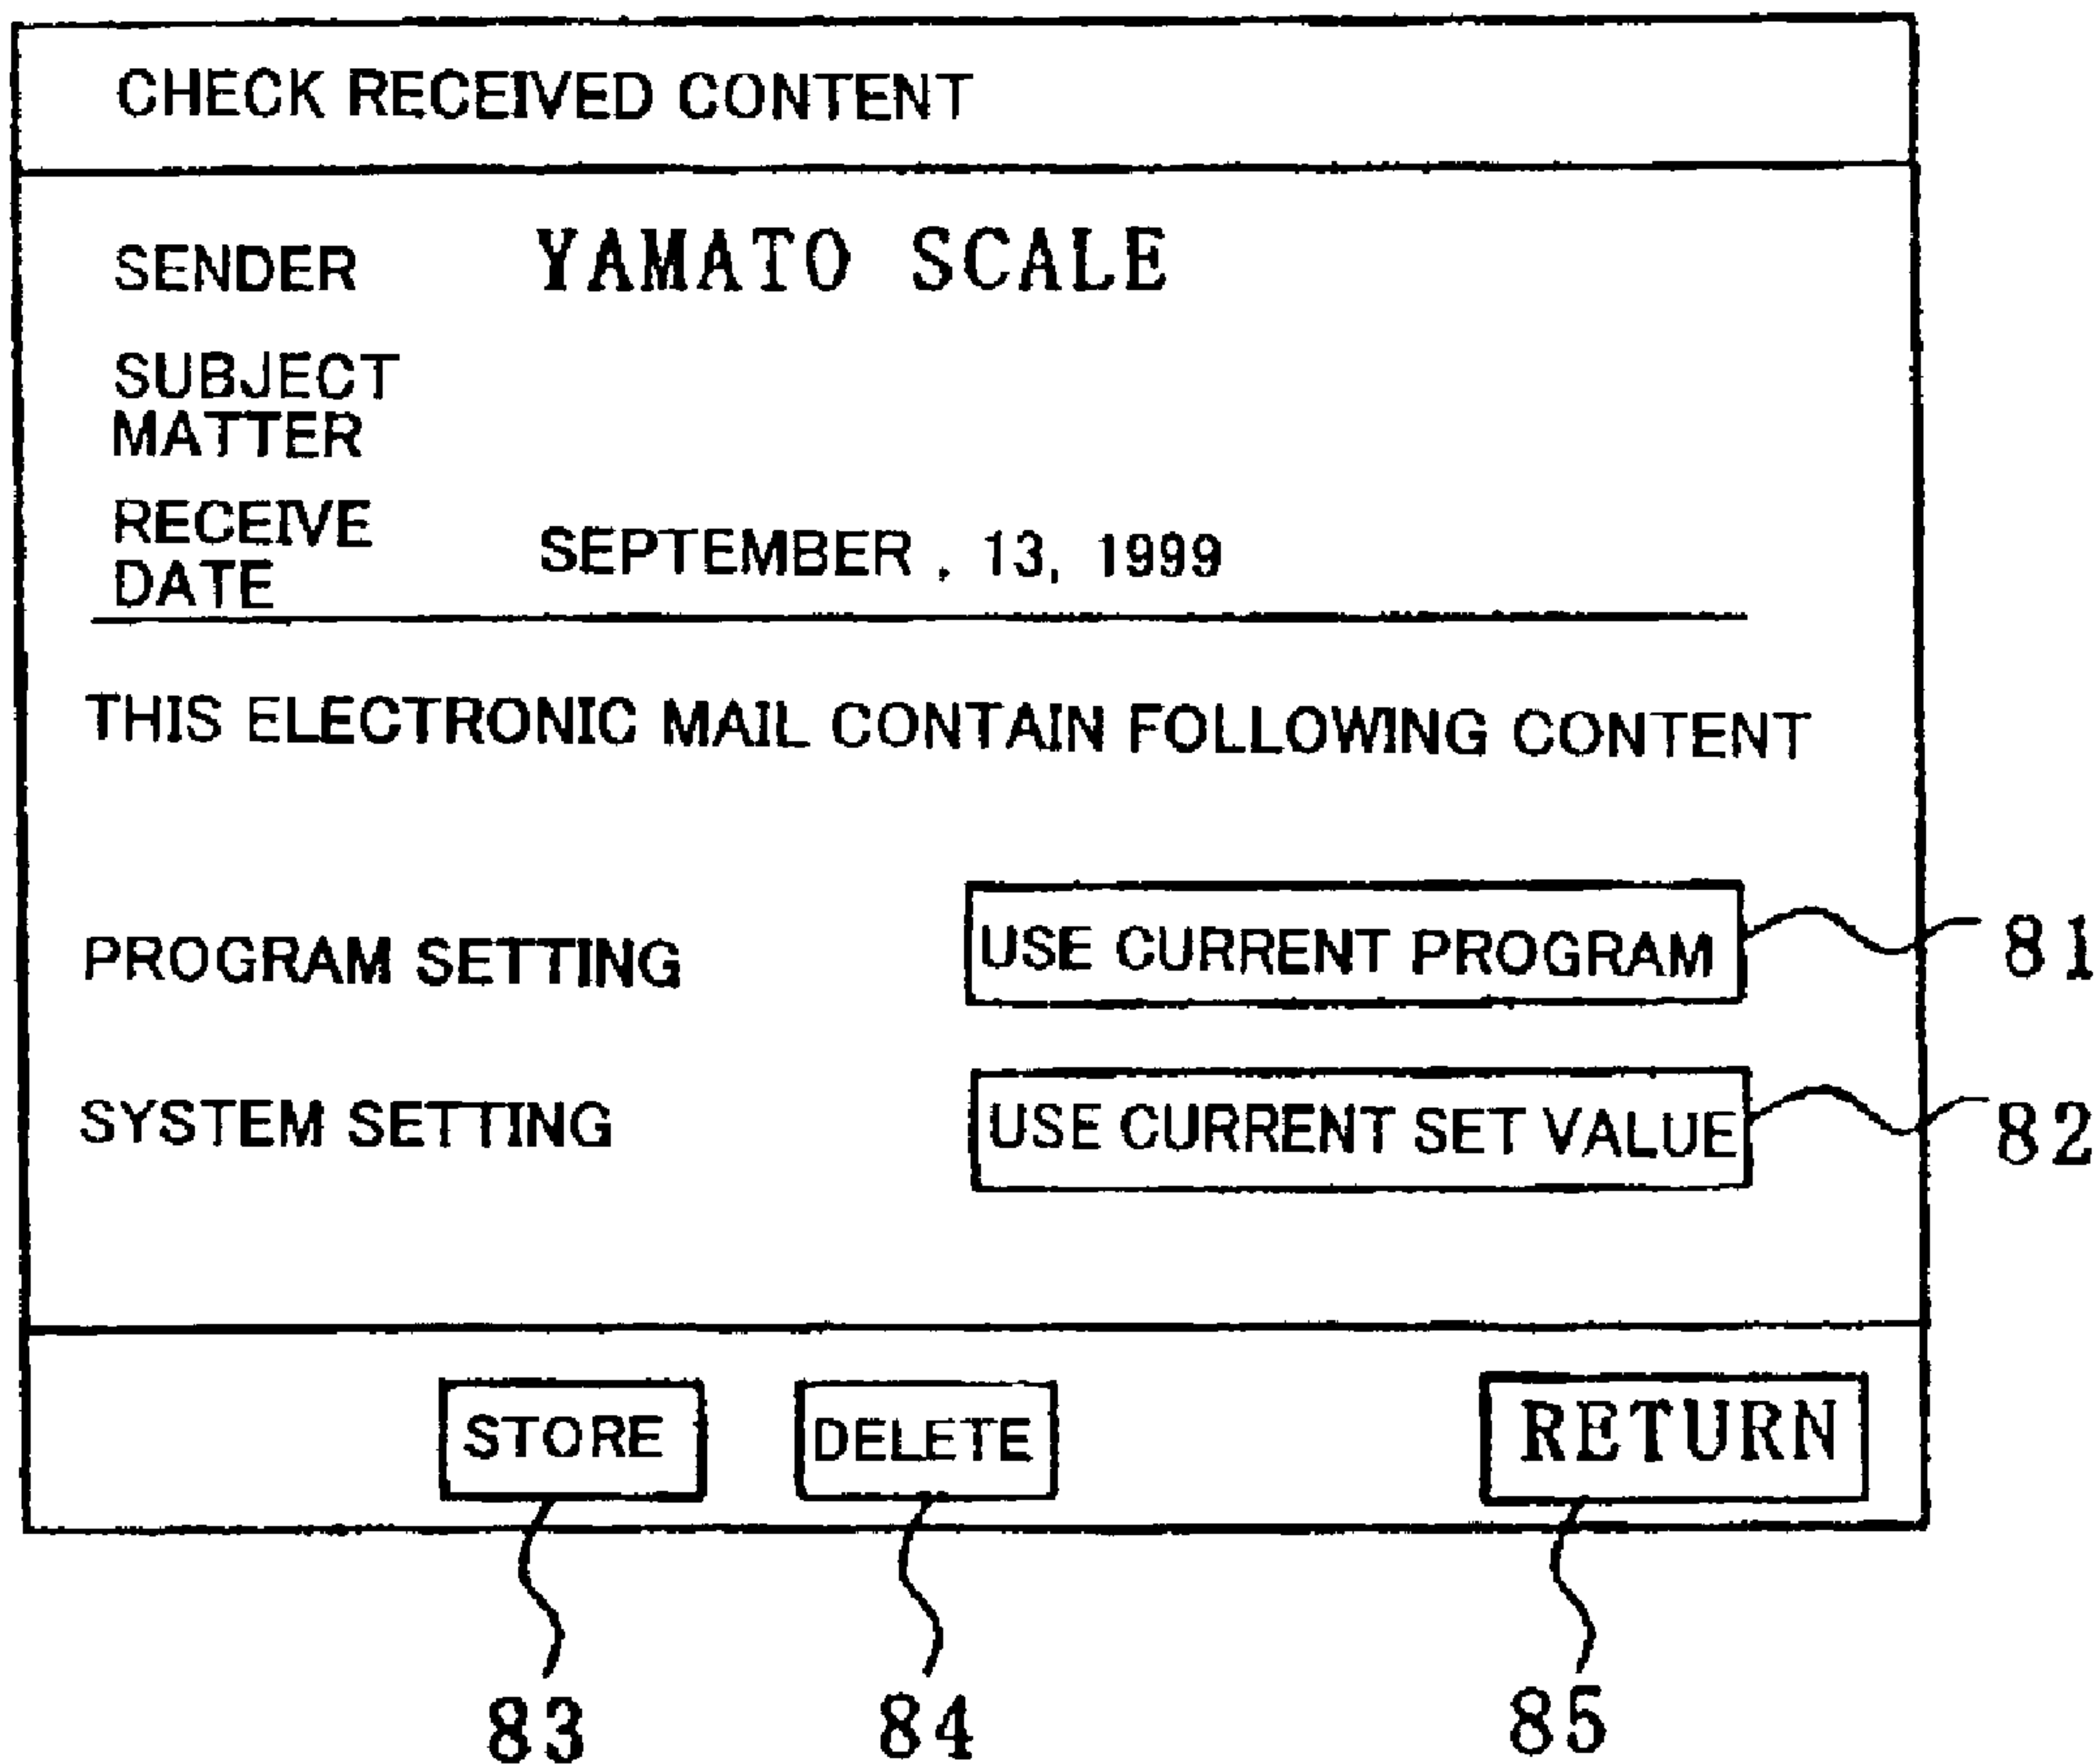 CHECK RECEIVED CONTENT
SENDER YAMATO SCALE
SUBJECT
MATTER
RECEIVE
DATE SEPTEMBER . 13, 1999
THIS ELECTRONIC MAIL CONTAIN FOLLOWING CONTENT
PROGRAM SETTING USE CURRENT PROGRAM 81
SYSTEM SETTING USE CURRENT SET VALUE 82
STORE DELETE RETURN
83 84 85